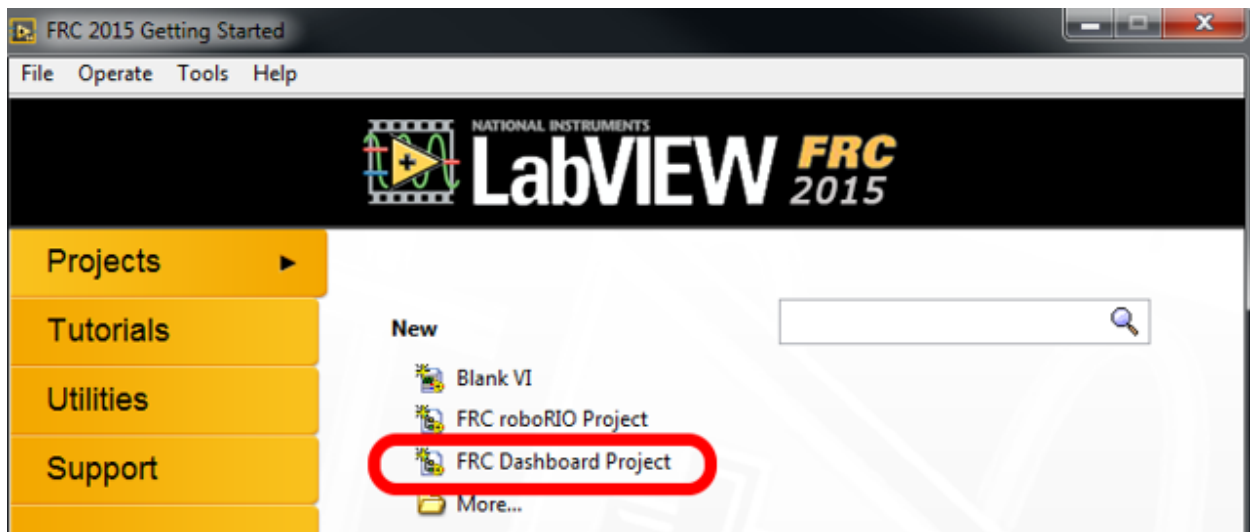 FRC 2015 Getting Started
File Operate Tools Help
NATIONAL INSTRUMENTS
LabVIEW FRC 2015
Projects
Tutorials
Utilities
Support
New
Blank VI
FRC roboRIO Project
FRC Dashboard Project
More...